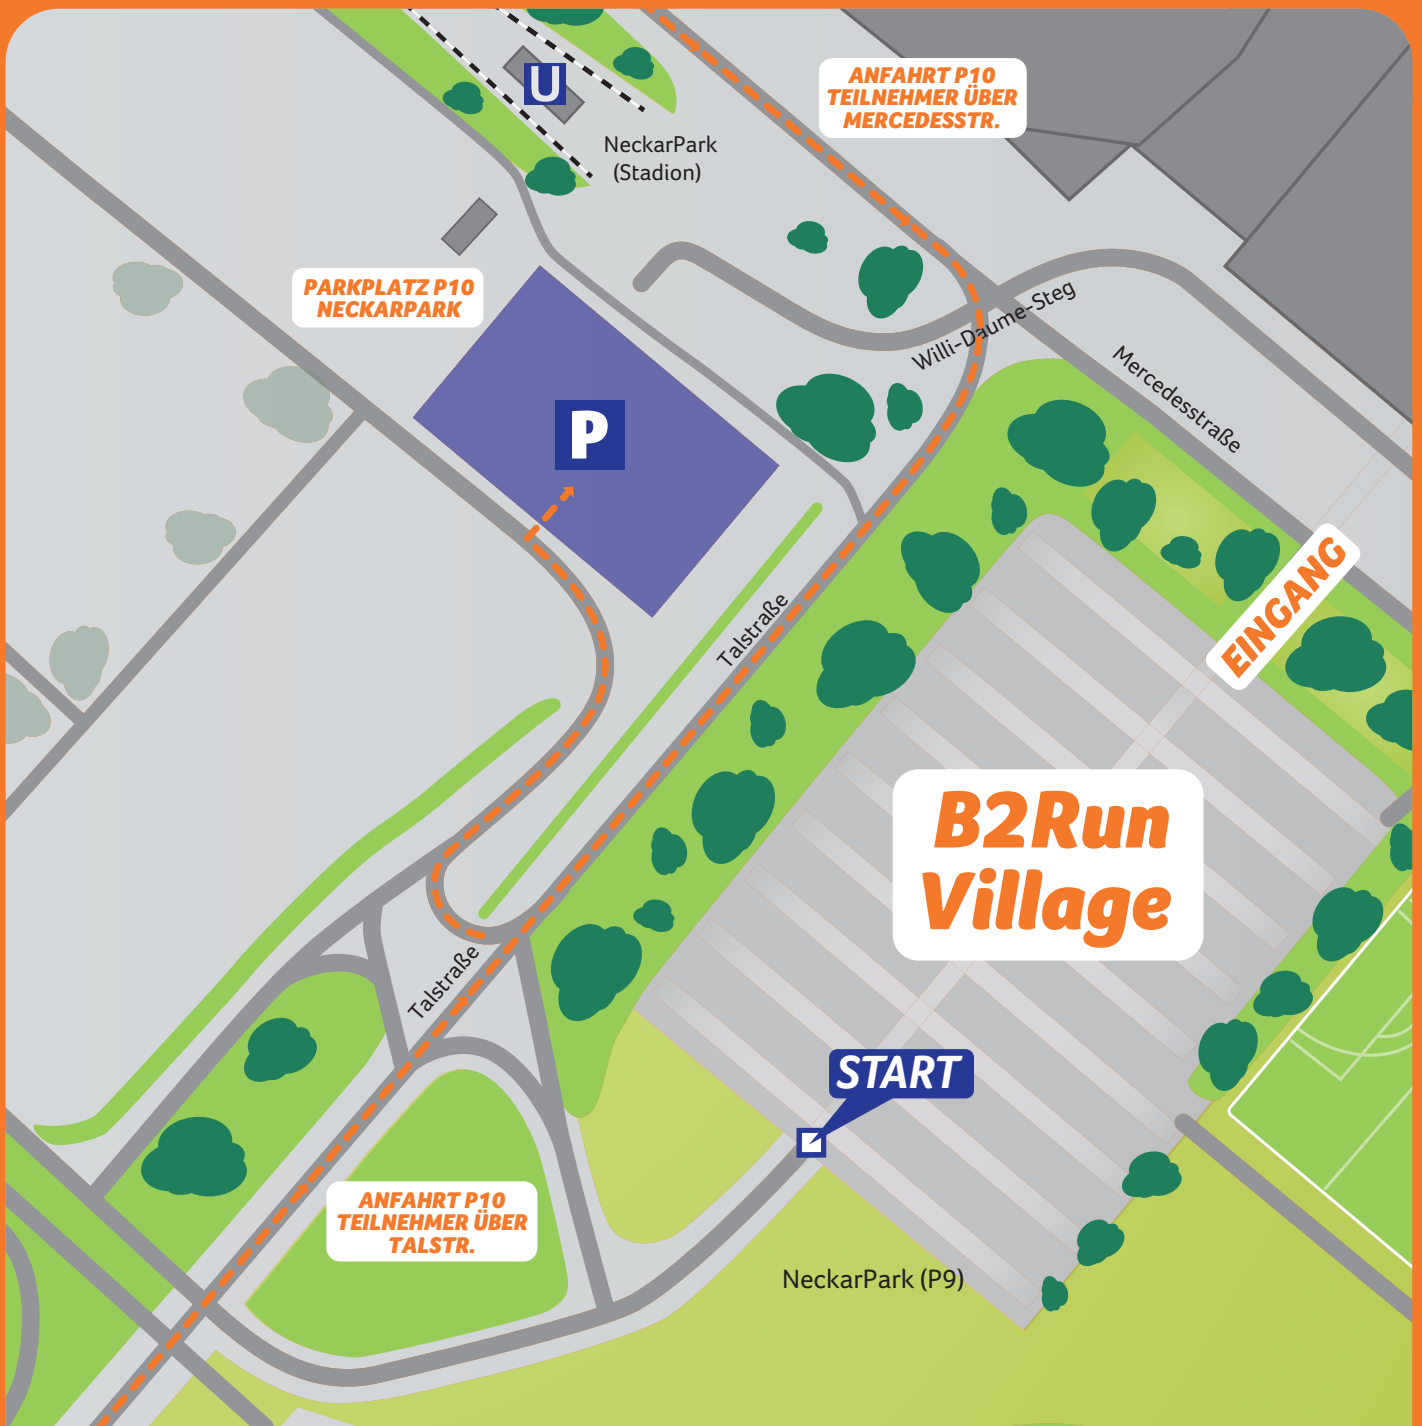 U
NeckarPark
(Stadion)
ANFAHRT P10
TEILNEHMER ÜBER
MERCEDESSTR.
PARKPLATZ P10
NECKARPARK
Willi-Daume-Steg
Mercedesstraße
P
EINGANG
Talstraße
B2Run
Village
Talstraße
START
ANFAHRT P10
TEILNEHMER ÜBER
TALSTR.
NeckarPark (P9)